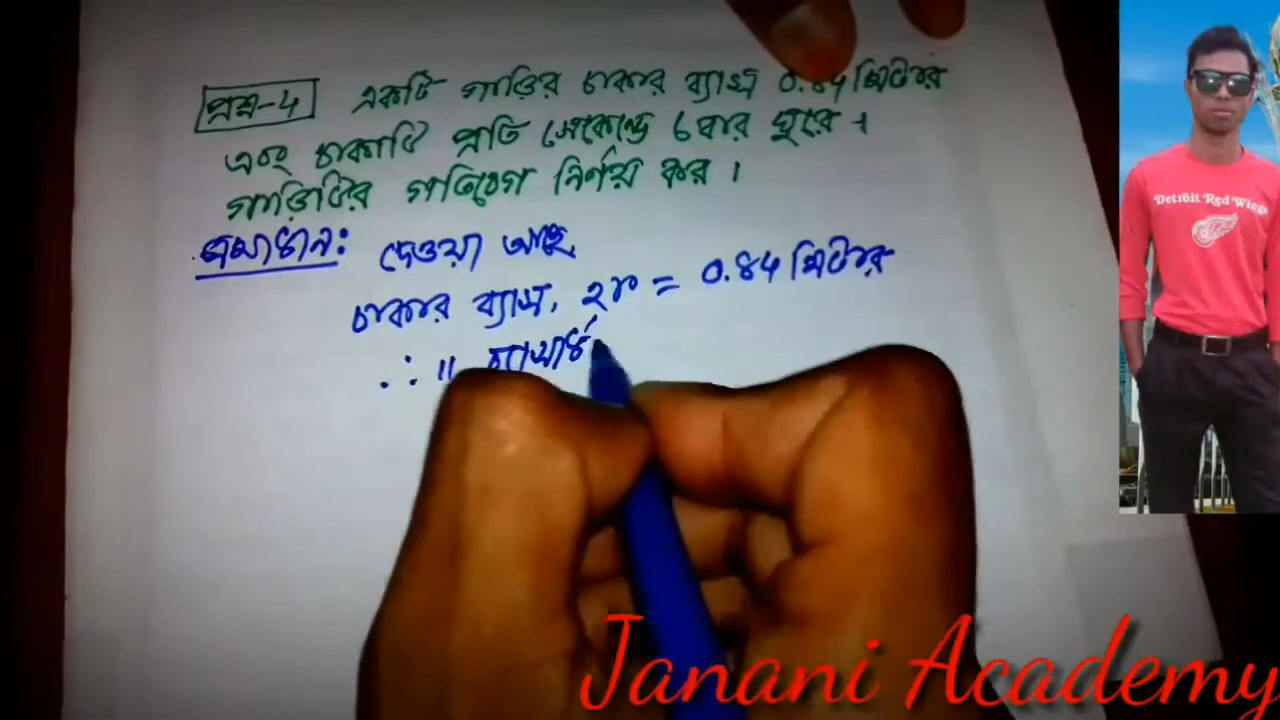 প্রশ্ন-4 একটি গাড়ির চাকার ব্যাস 0.84 মিটার
এবং চাকাটি প্রতি সেকেন্ডে ৬ বার ঘুরে ।
গাড়িটির গতিবেগ নির্ণয় কর ।
সমাধান: দেওয়া আছে
চাকার ব্যাস, 2r = 0.84 মিটার
∴ " ব্যাসার্ধ
Detroit Red Wings
Janani Academy